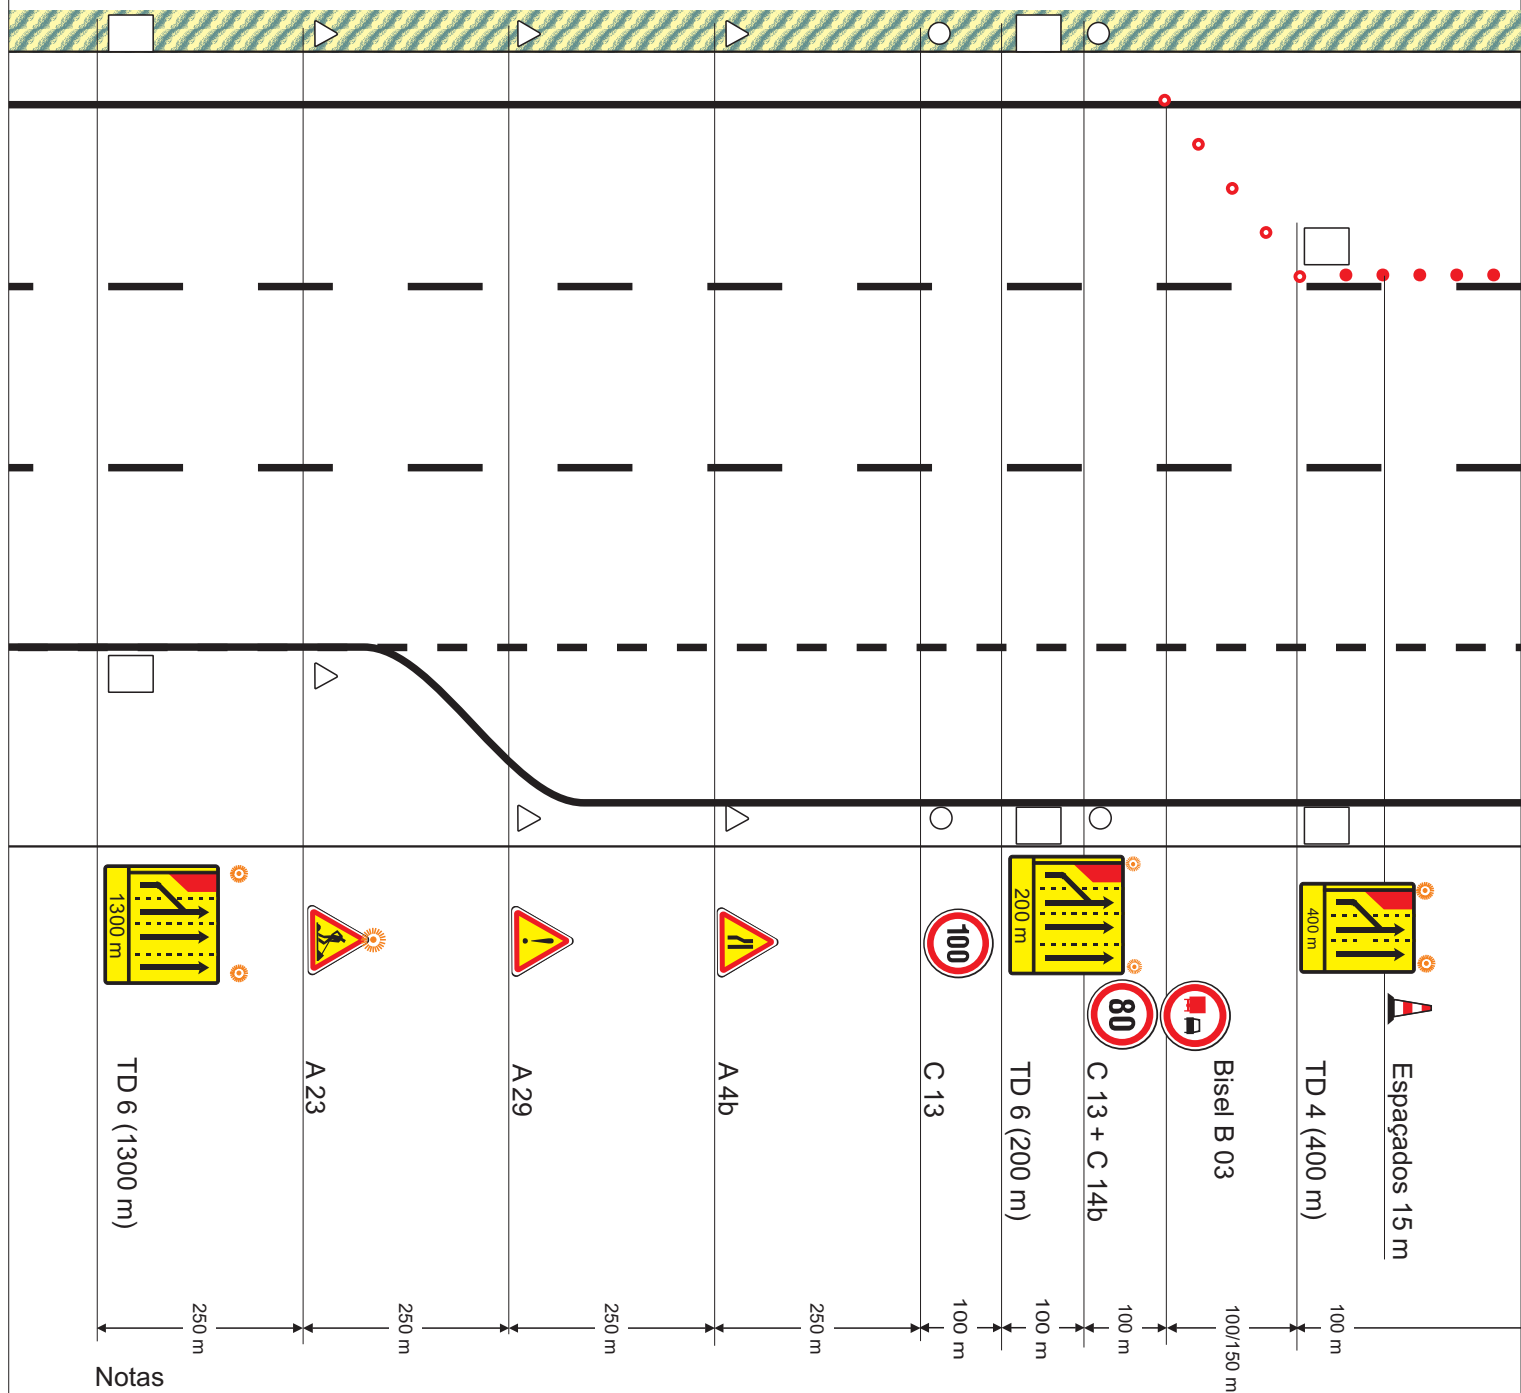 1300 m
100
200 m
80
400 m
TD 6 (1300 m)
A 23
A 29
A 4b
C 13
TD 6 (200 m)
C 13 + C 14b
Bisel B 03
TD 4 (400 m)
Espaçados 15 m
250 m
250 m
250 m
250 m
100 m
100 m
100 m
100/150 m
100 m
Notas